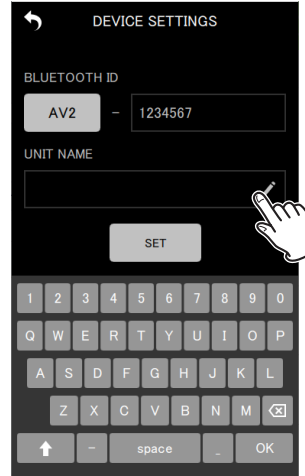 DEVICE SETTINGS
BLUETOOTH ID
AV2 - 1234567
UNIT NAME
SET
1 2 3 4 5 6 7 8 9 0
Q W E R T Y U I O P
A S D F G H J K L
Z X C V B N M
- space _ OK